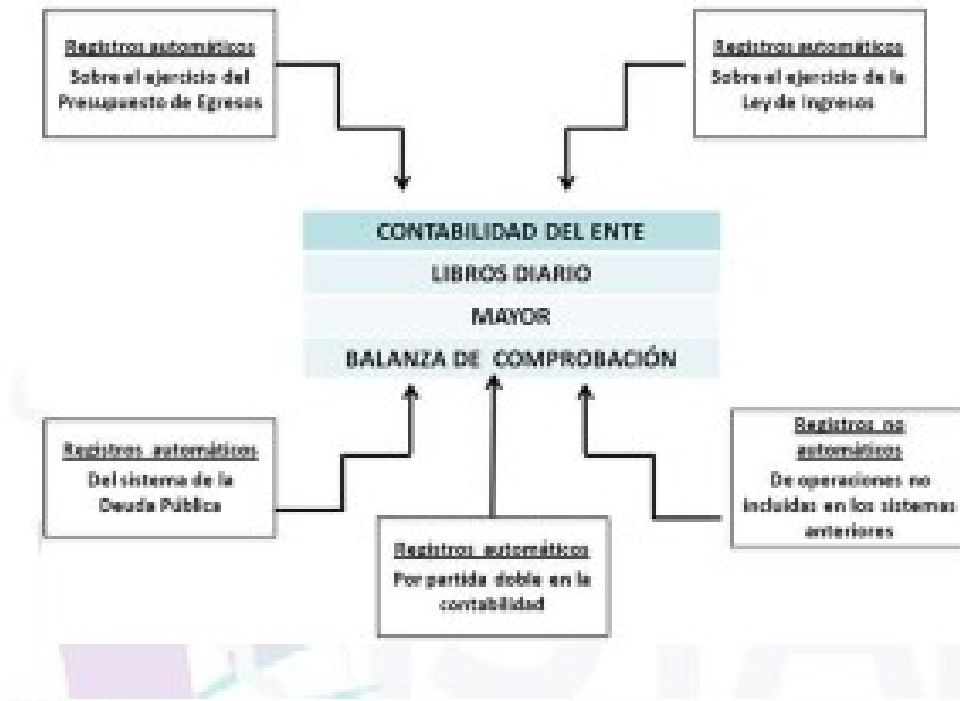 Registros automáticos
Sobre el ejercicio del
Presupuesto de Egresos
Registros automáticos
Sobre el ejercicio de la
Ley de Ingresos
CONTABILIDAD DEL ENTE
LIBROS DIARIO
MAYOR
BALANZA DE COMPROBACIÓN
Registros automáticos
Del sistema de la
Deuda Pública
Registros automáticos
Por partida doble en la
contabilidad
Registros no
automáticos
De operaciones no
incluidas en los sistemas
anteriores